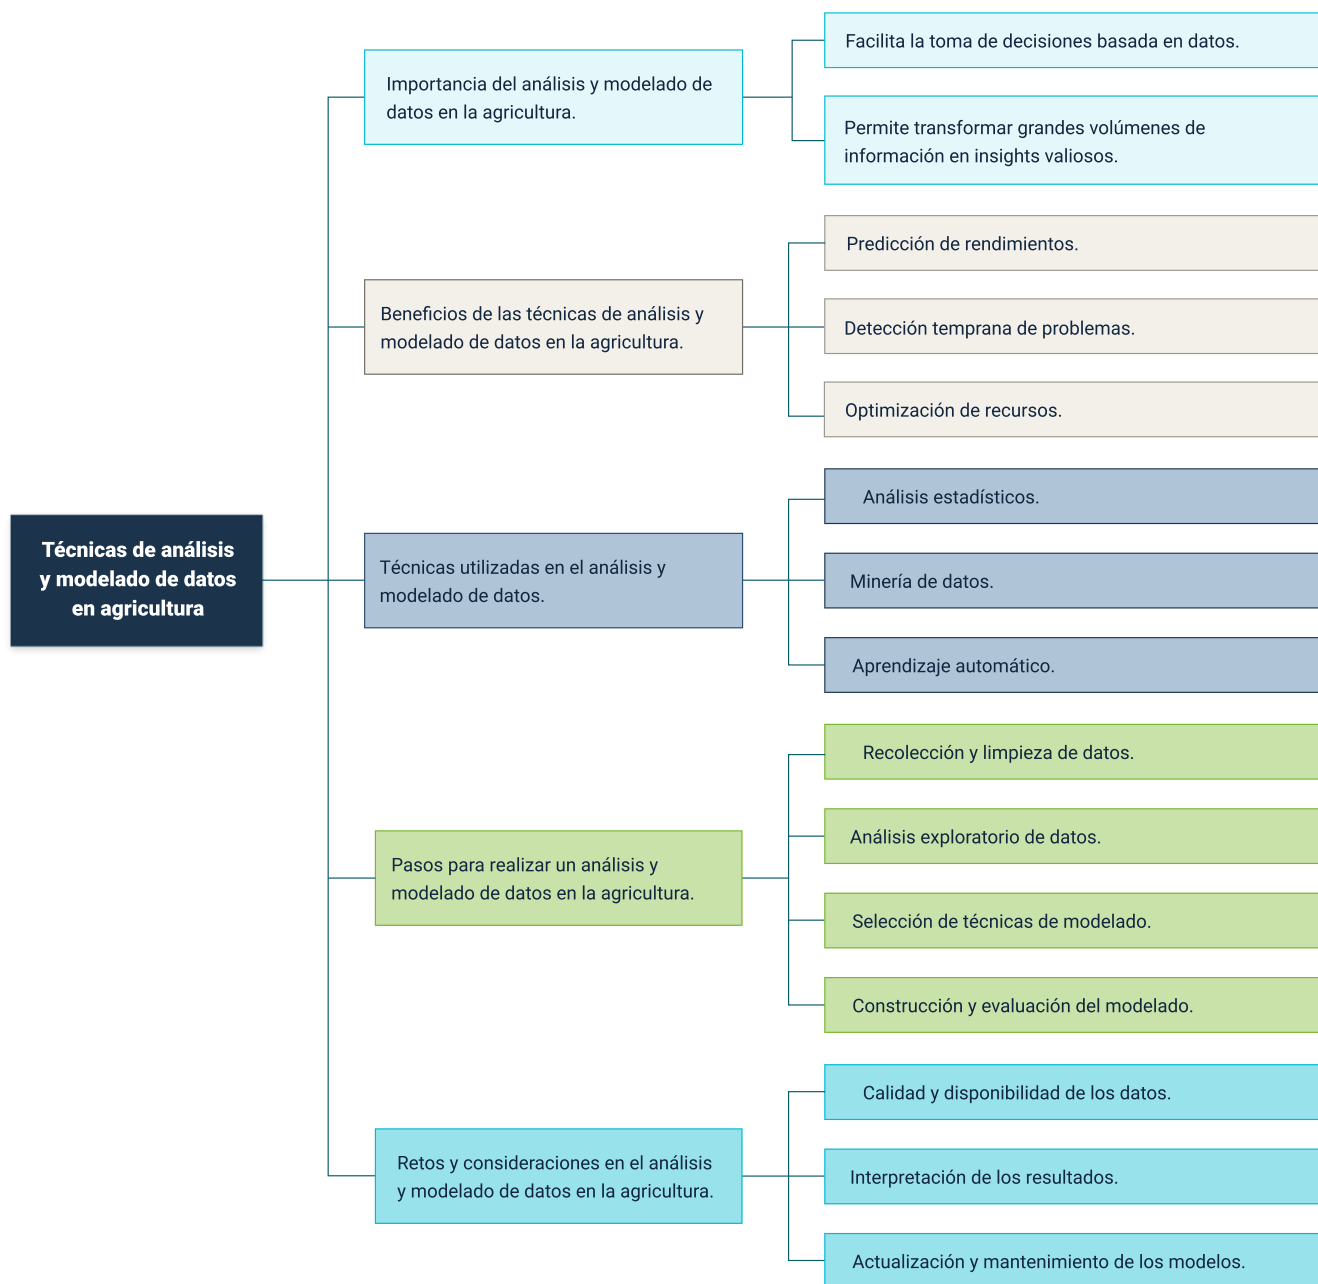 Técnicas de análisis
y modelado de datos
en agricultura
Importancia del análisis y modelado de
datos en la agricultura.
Facilita la toma de decisiones basada en datos.
Permite transformar grandes volúmenes de
información en insights valiosos.
Beneficios de las técnicas de análisis y
modelado de datos en la agricultura.
Predicción de rendimientos.
Detección temprana de problemas.
Optimización de recursos.
Técnicas utilizadas en el análisis y
modelado de datos.
Análisis estadísticos.
Minería de datos.
Aprendizaje automático.
Pasos para realizar un análisis y
modelado de datos en la agricultura.
Recolección y limpieza de datos.
Análisis exploratorio de datos.
Selección de técnicas de modelado.
Construcción y evaluación del modelado.
Retos y consideraciones en el análisis
y modelado de datos en la agricultura.
Calidad y disponibilidad de los datos.
Interpretación de los resultados.
Actualización y mantenimiento de los modelos.